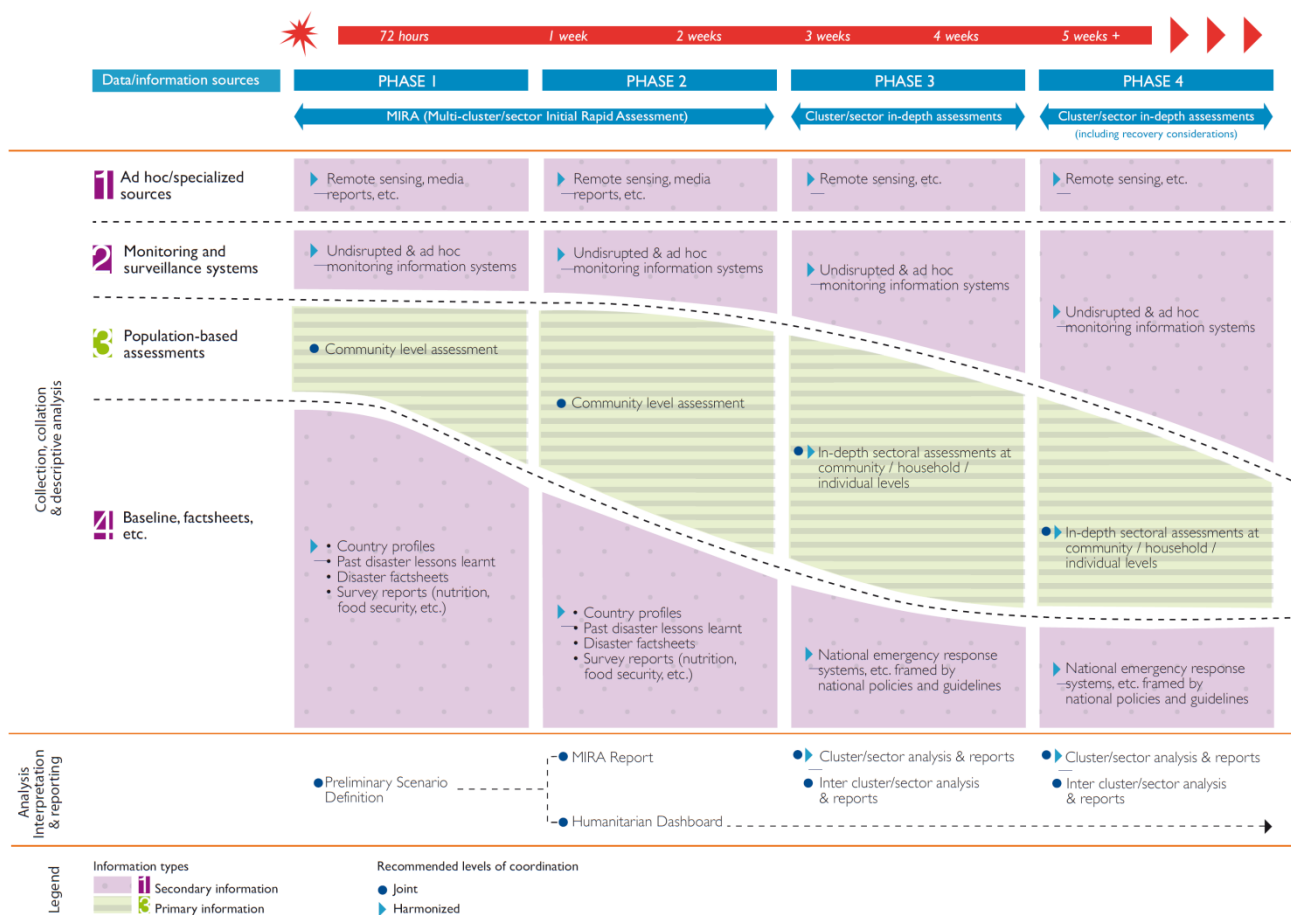 72 hours 1 week 2 weeks 3 weeks 4 weeks 5 weeks +
Data/information sources PHASE 1 PHASE 2 PHASE 3 PHASE 4
MIRA (Multi-cluster/sector Initial Rapid Assessment) Cluster/sector in-depth assessments Cluster/sector in-depth assessments
(including recovery considerations)
Collection, collation
& descriptive analysis
1 Ad hoc/specialized
sources
Remote sensing, media
reports, etc.
Remote sensing, media
reports, etc.
Remote sensing, etc.
Remote sensing, etc.
2 Monitoring and
surveillance systems
Undisrupted & ad hoc
monitoring information systems
Undisrupted & ad hoc
monitoring information systems
Undisrupted & ad hoc
monitoring information systems
Undisrupted & ad hoc
monitoring information systems
3 Population-based
assessments
Community level assessment
Community level assessment
In-depth sectoral assessments at
community / household /
individual levels
In-depth sectoral assessments at
community / household /
individual levels
4 Baseline, factsheets,
etc.
• Country profiles
• Past disaster lessons learnt
• Disaster factsheets
• Survey reports (nutrition,
food security, etc.)
• Country profiles
• Past disaster lessons learnt
• Disaster factsheets
• Survey reports (nutrition,
food security, etc.)
National emergency response
systems, etc. framed by
national policies and guidelines
National emergency response
systems, etc. framed by
national policies and guidelines
Analysis
Interpretation
& reporting
Preliminary Scenario
Definition
MIRA Report
Humanitarian Dashboard
Cluster/sector analysis & reports
Inter cluster/sector analysis
& reports
Cluster/sector analysis & reports
Inter cluster/sector analysis
& reports
Legend
Information types
1 Secondary information
3 Primary information
Recommended levels of coordination
Joint
Harmonized